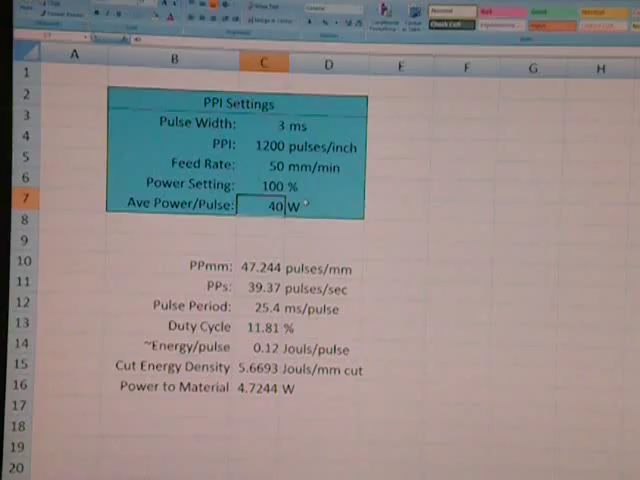 A B C D E F G H
1
2 PPI Settings
3 Pulse Width: 3 ms
4 PPI: 1200 pulses/inch
5 Feed Rate: 50 mm/min
6 Power Setting: 100 %
7 Ave Power/Pulse: 40 W
8
9
10 PPmm: 47.244 pulses/mm
11 PPs: 39.37 pulses/sec
12 Pulse Period: 25.4 ms/pulse
13 Duty Cycle 11.81 %
14 ~Energy/pulse 0.12 Jouls/pulse
15 Cut Energy Density 5.6693 Jouls/mm cut
16 Power to Material 4.7244 W
17
18
19
20